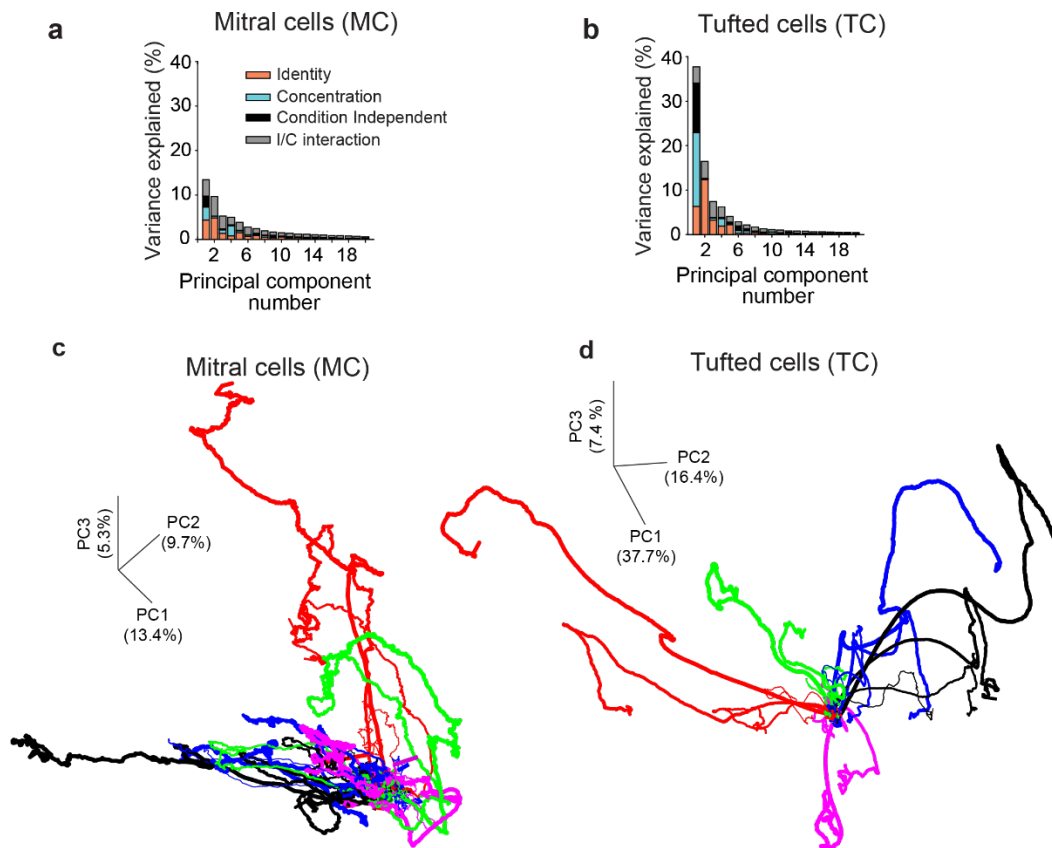 a
Mitral cells (MC)
Variance explained (%)
40
30
20
10
0
Identity
Concentration
Condition Independent
I/C interaction
2
6
10
14
18
Principal component
number
b
Tufted cells (TC)
Variance explained (%)
40
30
20
10
0
2
6
10
14
18
Principal component
number
c
Mitral cells (MC)
PC3
(5.3%)
PC2
(9.7%)
PC1
(13.4%)
d
Tufted cells (TC)
PC3
(7.4 %)
PC2
(16.4%)
PC1
(37.7%)